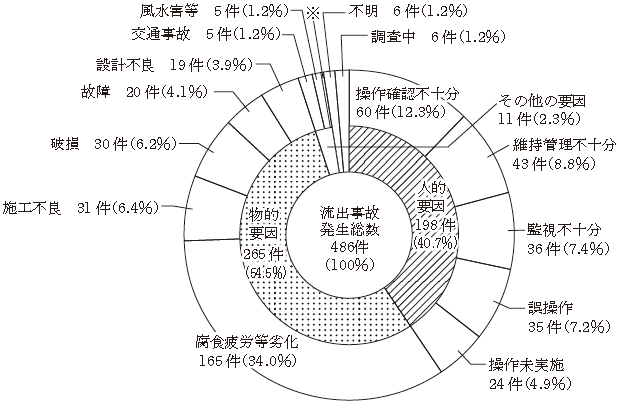 風水害等 5件(1.2%)
※
不明 6件(1.2%)
交通事故 5件(1.2%)
調査中 6件(1.2%)
設計不良 19件(3.9%)
故障 20件(4.1%)
破損 30件(6.2%)
施工不良 31件(6.4%)
腐食疲労等劣化
165件(34.0%)
操作確認不十分
60件(12.3%)
その他の要因
11件(2.3%)
維持管理不十分
43件(8.8%)
監視不十分
36件(7.4%)
誤操作
35件(7.2%)
操作未実施
24件(4.9%)
人的
要因
198件
(40.7%)
物的
要因
265件
(54.5%)
流出事故
発生総数
486件
(100%)